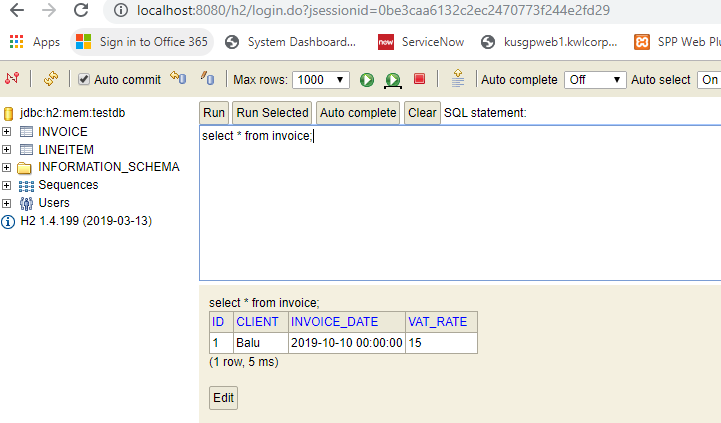 localhost:8080/h2/login.do?jsessionid=0be3caa6132c2ec2470773f244e2fd29
Apps Sign in to Office 365 System Dashboard... now ServiceNow kusgpweb1.kwlcorp... SPP Web Pl
Auto commit Max rows: 1000 Auto complete Off Auto select On
jdbc:h2:mem:testdb
INVOICE
LINEITEM
INFORMATION_SCHEMA
Sequences
Users
H2 1.4.199 (2019-03-13)
Run Run Selected Auto complete Clear SQL statement:
select * from invoice;
select * from invoice;
ID CLIENT INVOICE_DATE VAT_RATE
1 Balu 2019-10-10 00:00:00 15
(1 row, 5 ms)
Edit